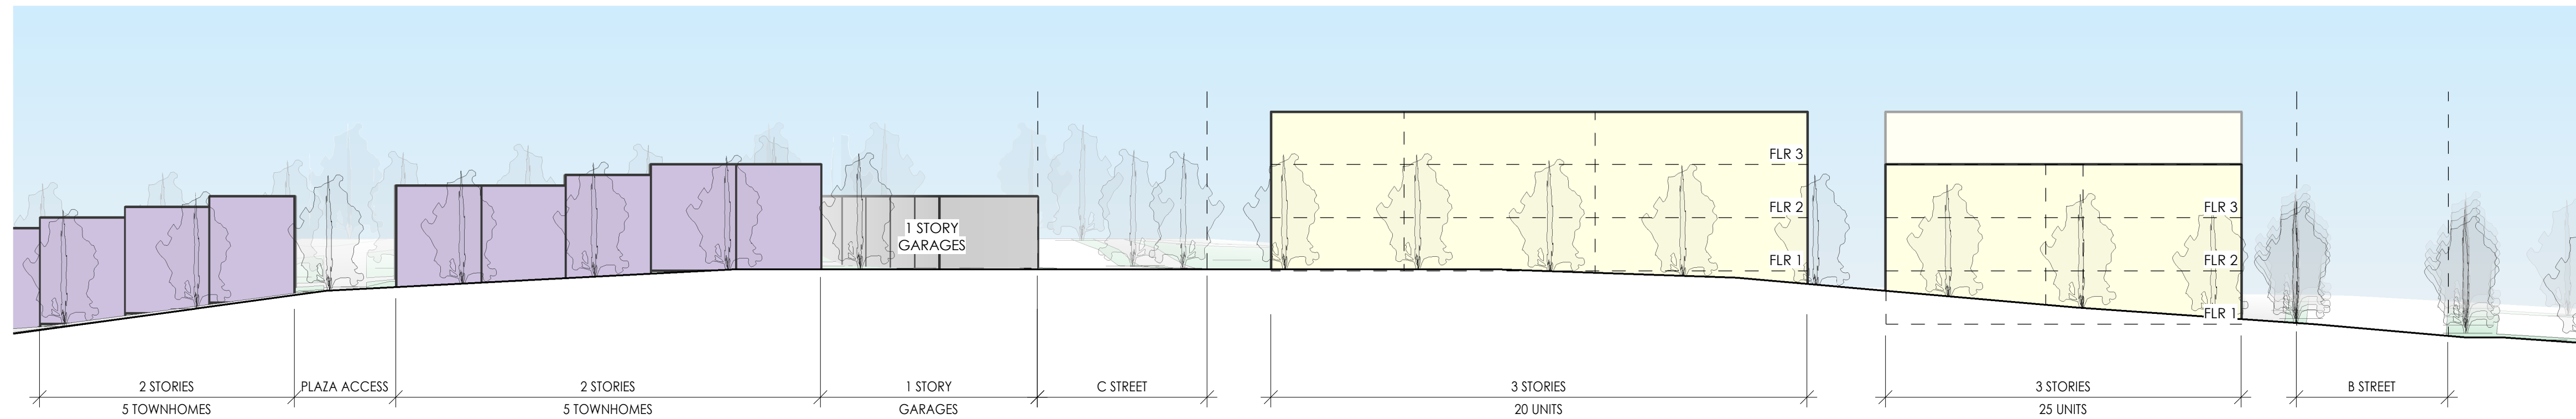 1 STORY
GARAGES
FLR 3
FLR 2
FLR 1
FLR 3
FLR 2
FLR 1
2 STORIES
5 TOWNHOMES
PLAZA ACCESS
2 STORIES
5 TOWNHOMES
1 STORY
GARAGES
C STREET
3 STORIES
20 UNITS
3 STORIES
25 UNITS
B STREET